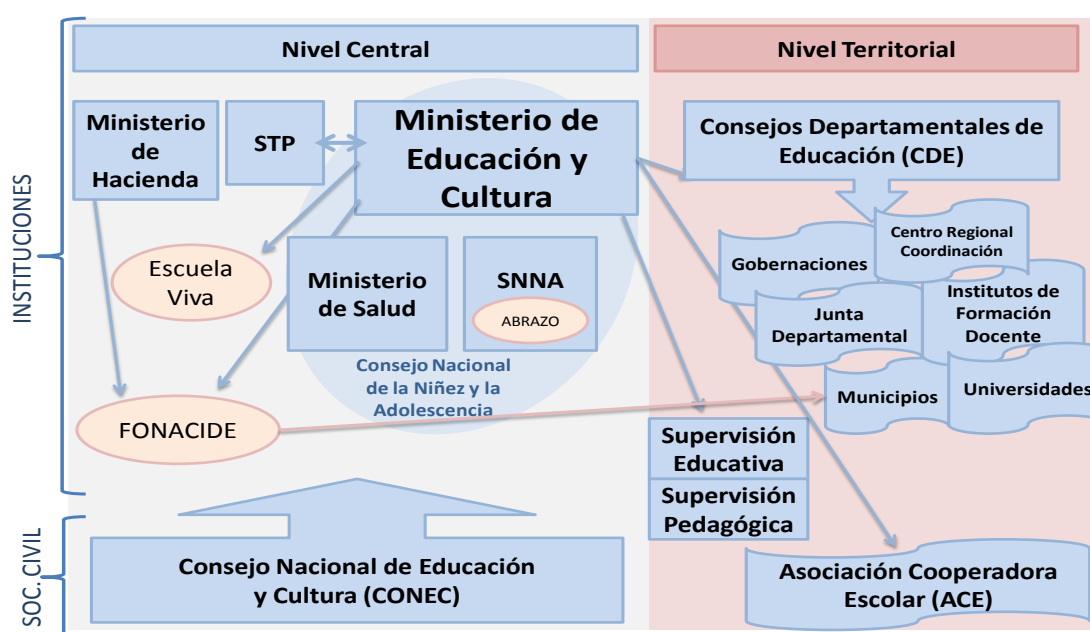 Nivel Central
Nivel Territorial
INSTITUCIONES
Ministerio
de
Hacienda
STP
Ministerio de
Educación y
Cultura
Consejos Departamentales de
Educación (CDE)
Escuela
Viva
Ministerio
de Salud
SNNA
ABRAZO
Consejo Nacional
de la Niñez y la
Adolescencia
FONACIDE
Gobernaciones
Centro Regional
Coordinación
Junta
Departamental
Institutos de
Formación
Docente
Municipios
Universidades
Supervisión
Educativa
Supervisión
Pedagógica
SOC. CIVIL
Consejo Nacional de Educación
y Cultura (CONEC)
Asociación Cooperadora
Escolar (ACE)